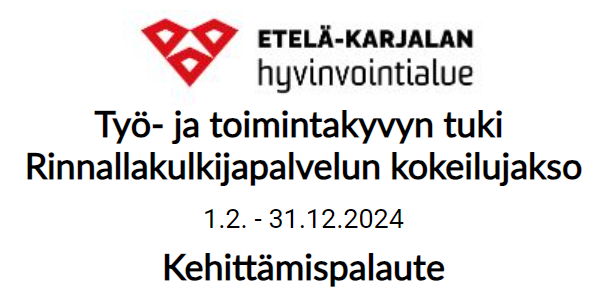 ETELÄ-KARJALAN
hyvinvointialue
Työ- ja toimintakyvyn tuki
Rinnallakulkijapalvelun kokeilujakso
1.2. - 31.12.2024
Kehittämispalaute